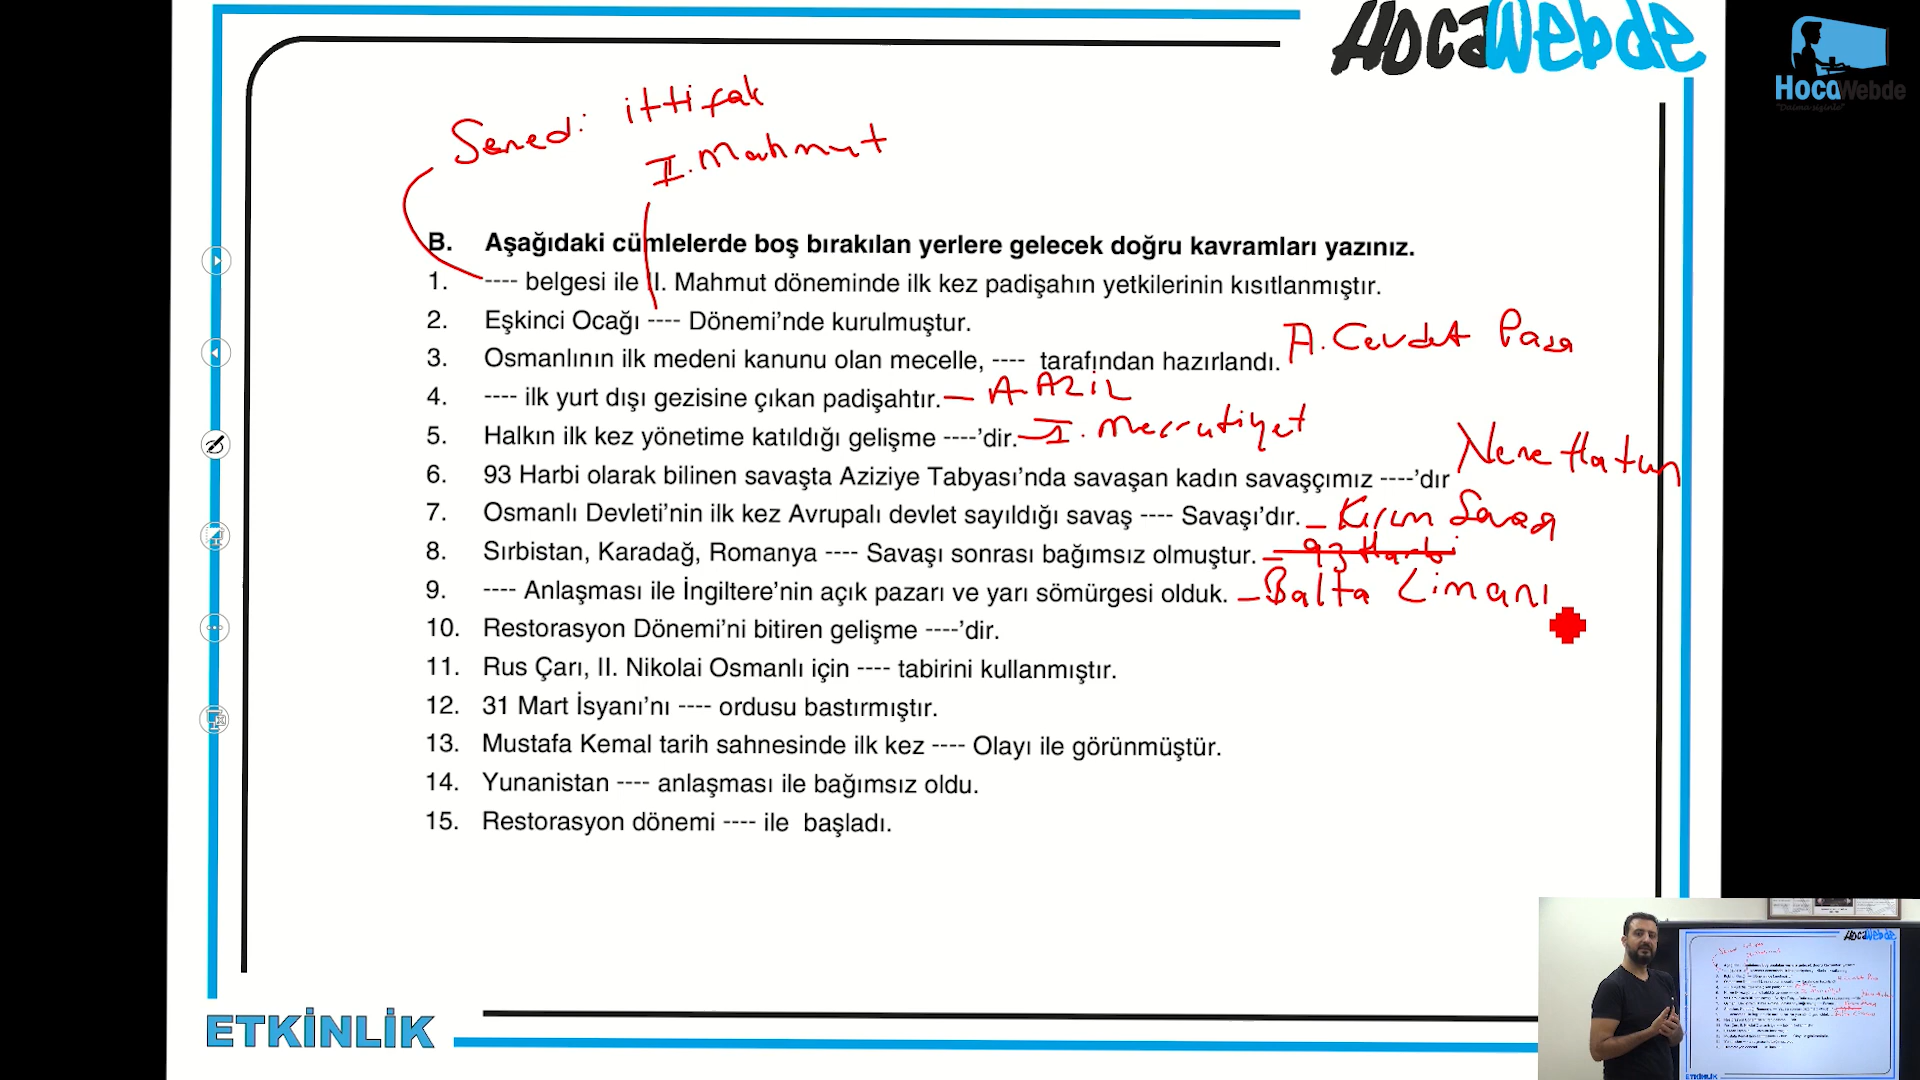 HocaWebde
HocaWebde
"Daima sizinle"
Sened: ittifak
II. Mahmut
B. Aşağıdaki cümlelerde boş bırakılan yerlere gelecek doğru kavramları yazınız.
1. ---- belgesi ile II. Mahmut döneminde ilk kez padişahın yetkilerinin kısıtlanmıştır.
2. Eşkinci Ocağı ---- Dönemi’nde kurulmuştur.
3. Osmanlının ilk medeni kanunu olan mecelle, ---- tarafından hazırlandı. A. Cevdet Paşa
4. ---- ilk yurt dışı gezisine çıkan padişahtır. – A. Aziz
5. Halkın ilk kez yönetime katıldığı gelişme ----’dir. – I. Meşrutiyet
6. 93 Harbi olarak bilinen savaşta Aziziye Tabyası’nda savaşan kadın savaşçımız ----’dır Nene Hatun
7. Osmanlı Devleti’nin ilk kez Avrupalı devlet sayıldığı savaş ---- Savaşı’dır. – Kırım Savaşı
8. Sırbistan, Karadağ, Romanya ---- Savaşı sonrası bağımsız olmuştur. – 93 Harbi
9. ---- Anlaşması ile İngiltere’nin açık pazarı ve yarı sömürgesi olduk. – Balta Limanı
10. Restorasyon Dönemi’ni bitiren gelişme ----’dir.
11. Rus Çarı, II. Nikolai Osmanlı için ---- tabirini kullanmıştır.
12. 31 Mart İsyanı’nı ---- ordusu bastırmıştır.
13. Mustafa Kemal tarih sahnesinde ilk kez ---- Olayı ile görünmüştür.
14. Yunanistan ---- anlaşması ile bağımsız oldu.
15. Restorasyon dönemi ---- ile başladı.
ETKİNLİK
HocaWebde
ETKİNLİK